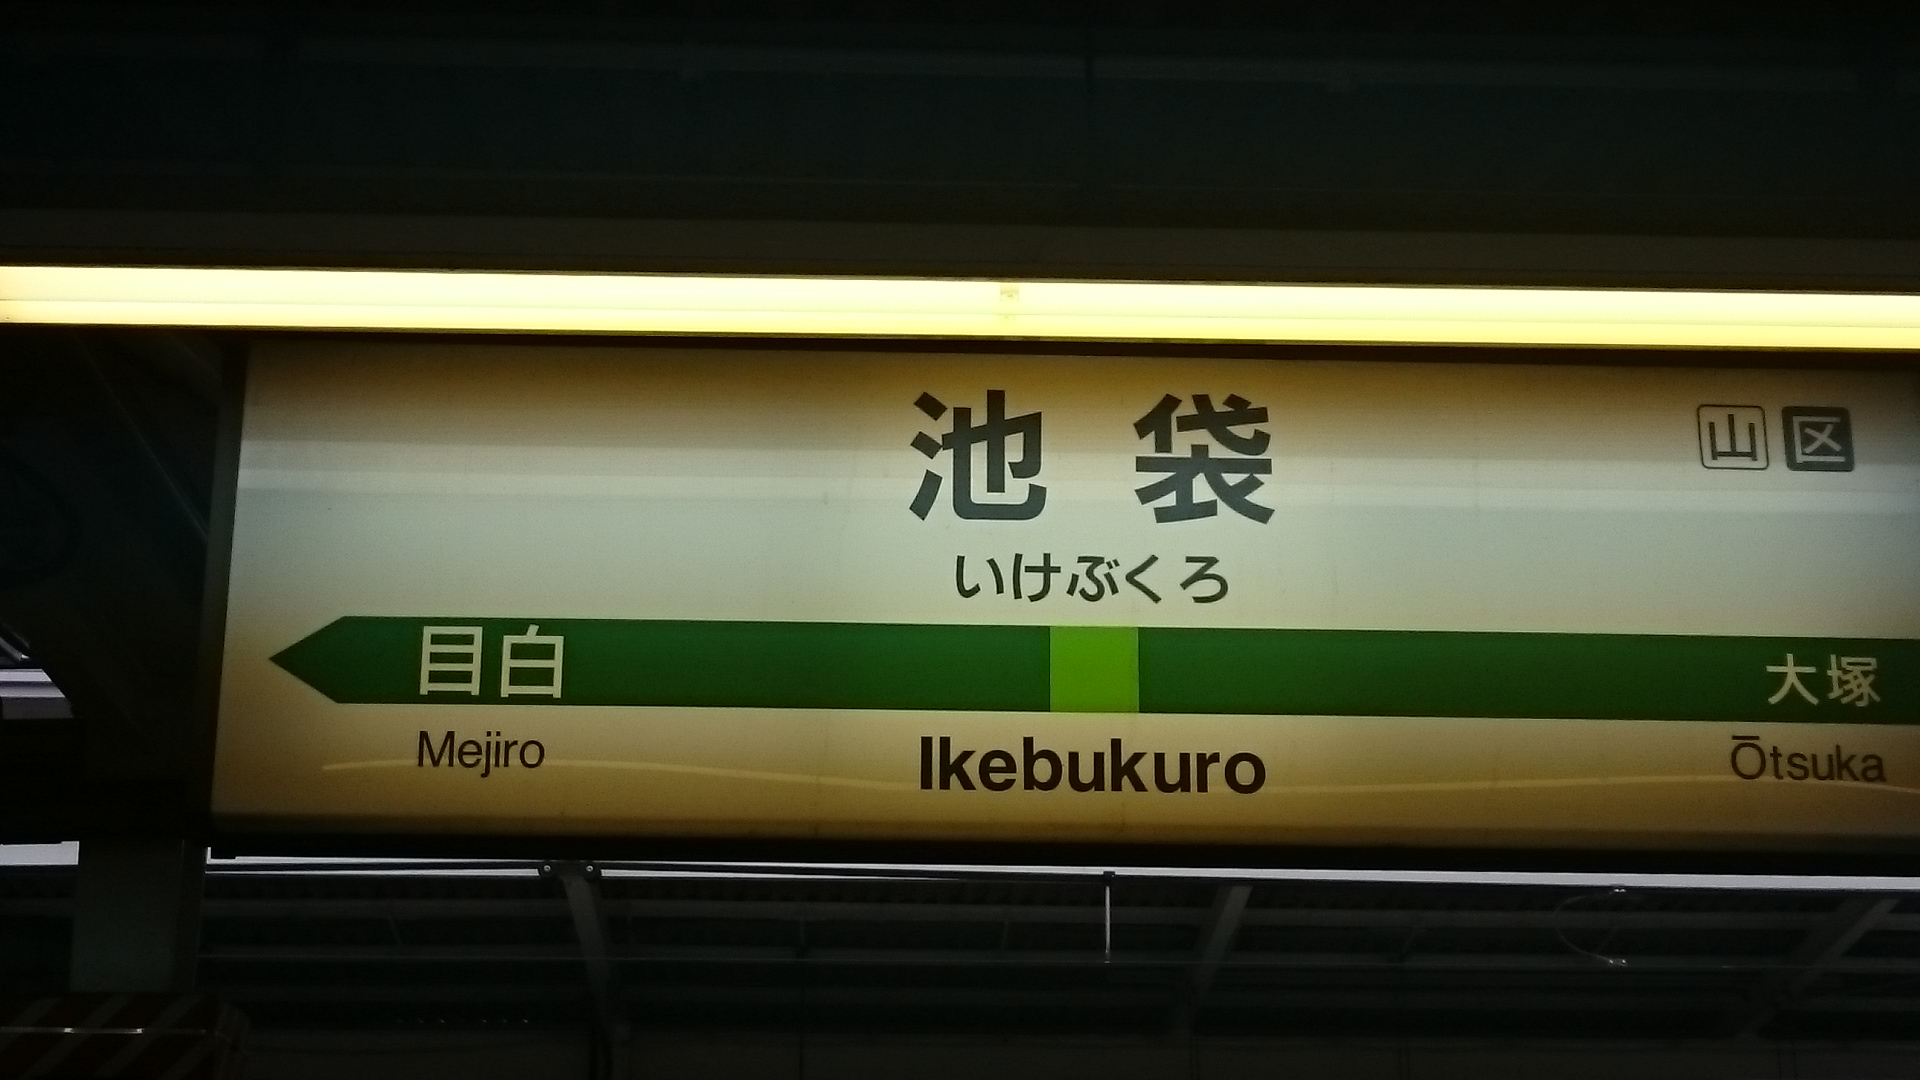 池袋
山 区
いけぶくろ
目白
大塚
Mejiro
Ikebukuro
Ōtsuka